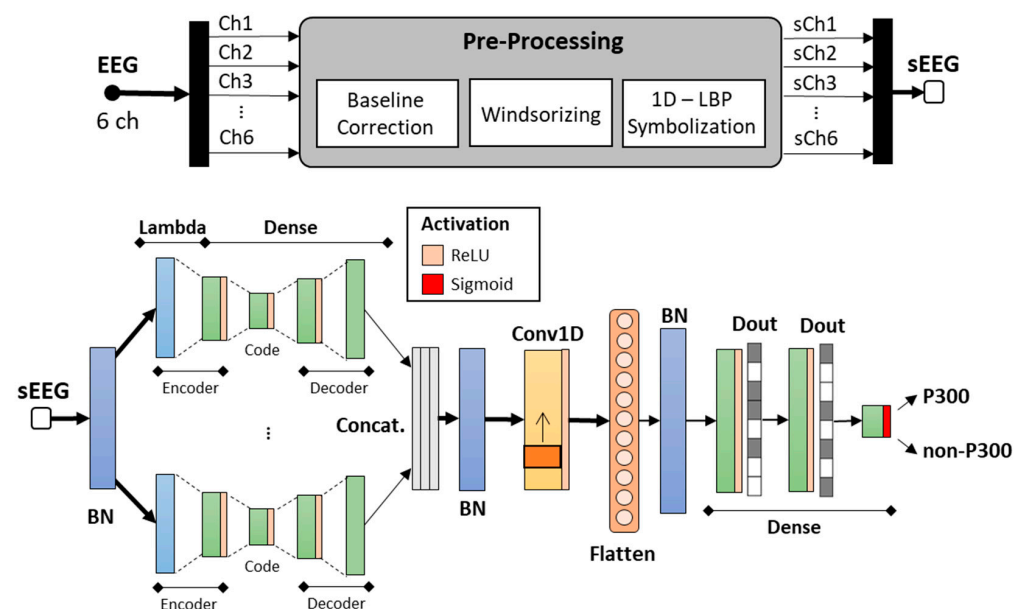 Pre-Processing
EEG
6 ch
Ch1
Ch2
Ch3
...
Ch6
Baseline
Correction
Windsorizing
1D – LBP
Symbolization
sCh1
sCh2
sCh3
...
sCh6
sEEG
Lambda
Dense
Activation
ReLU
Sigmoid
Code
Encoder
Decoder
sEEG
BN
...
Concat.
BN
Conv1D
Flatten
BN
Dout
Dout
P300
non-P300
Dense
Code
Encoder
Decoder